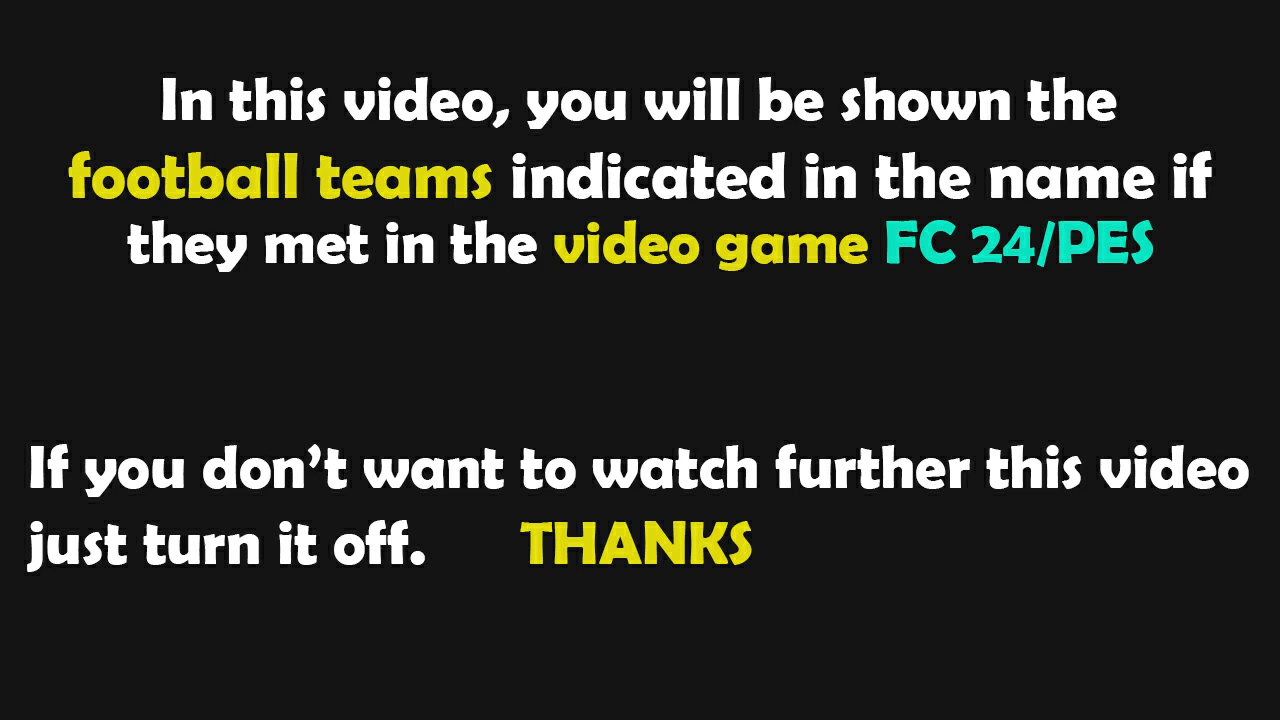 In this video, you will be shown the
football teams indicated in the name if
they met in the video game FC 24/PES
If you don’t want to watch further this video
just turn it off. THANKS